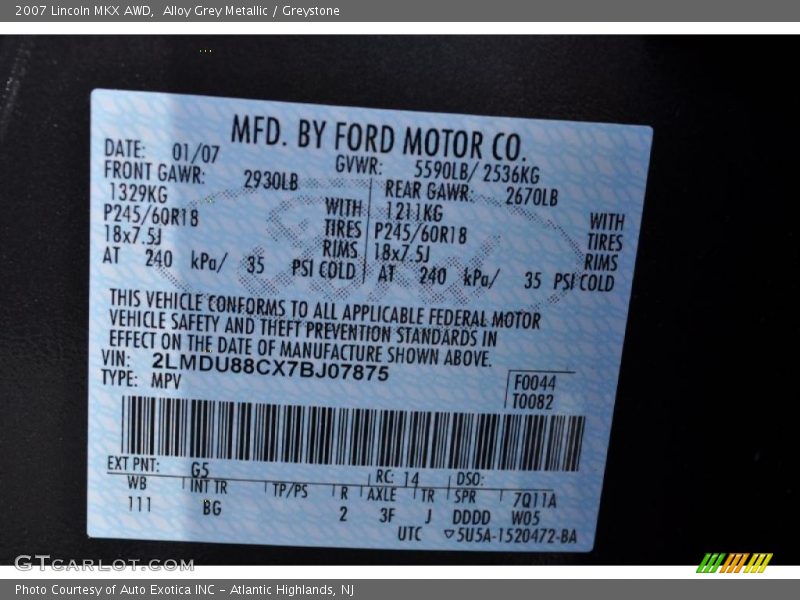 2007 Lincoln MKX AWD, Alloy Grey Metallic / Greystone
MFD. BY FORD MOTOR CO.
DATE: 01/07 GVWR: 5590LB/ 2536KG
FRONT GAWR: 2930LB REAR GAWR: 2670LB
1329KG WITH 1211KG WITH
P245/60R18 TIRES P245/60R18 TIRES
18x7.5J RIMS 18x7.5J RIMS
AT 240 kPa/ 35 PSI COLD AT 240 kPa/ 35 PSI COLD
THIS VEHICLE CONFORMS TO ALL APPLICABLE FEDERAL MOTOR
VEHICLE SAFETY AND THEFT PREVENTION STANDARDS IN
EFFECT ON THE DATE OF MANUFACTURE SHOWN ABOVE.
VIN: 2LMDU88CX7BJ07875
TYPE: MPV
F0044
T0082
EXT PNT: G5 RC: 14 DSO:
WB INT TR TP/PS R AXLE TR SPR 7Q11A
111 BG 2 3F J DDDD W05
UTC ▽5U5A-1520472-BA
GTcarlot.com
Photo Courtesy of Auto Exotica INC - Atlantic Highlands, NJ